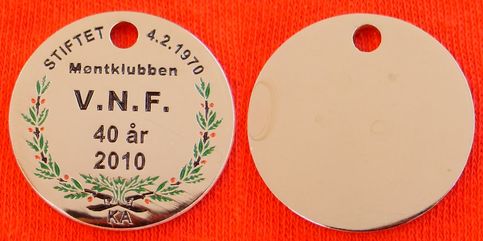 STIFTET 4.2.1970
Møntklubben
V.N.F.
40 år
2010
KA